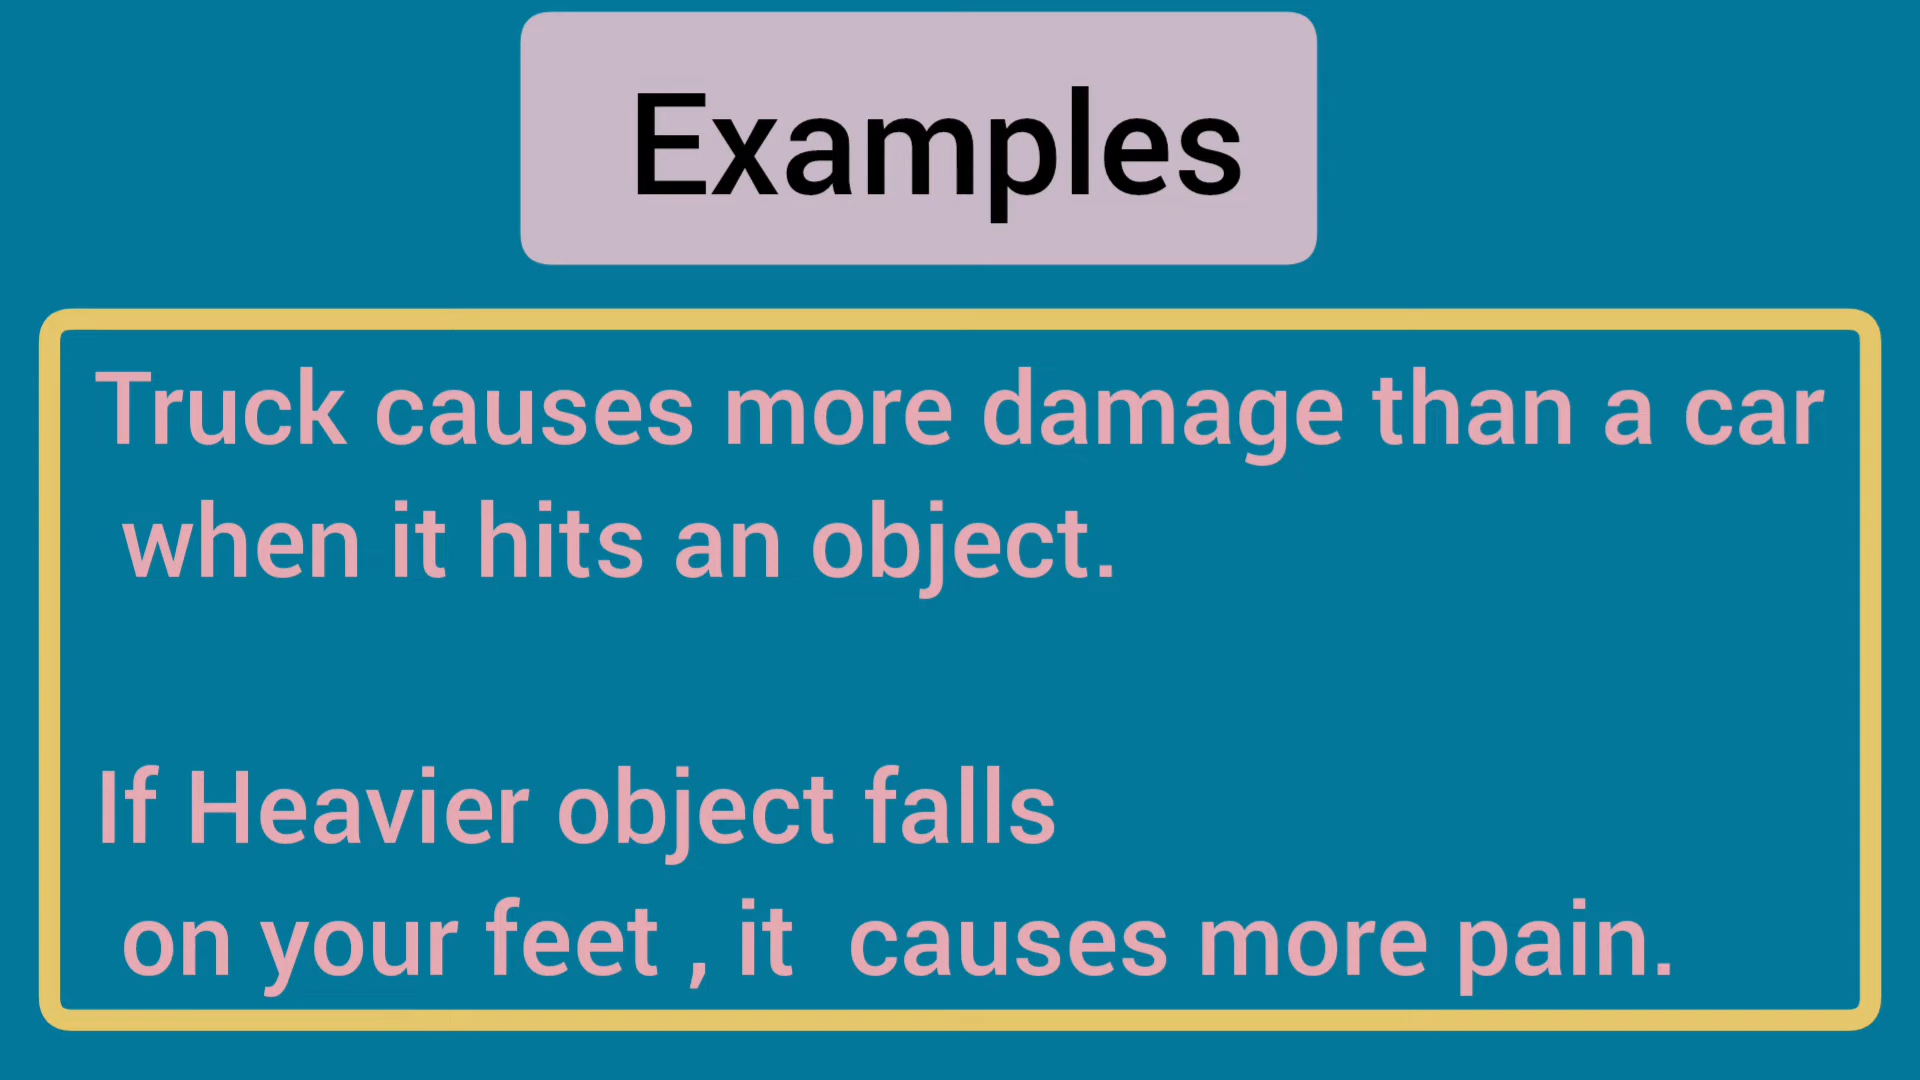 Examples
Truck causes more damage than a car
when it hits an object.
If Heavier object falls
on your feet , it  causes more pain.